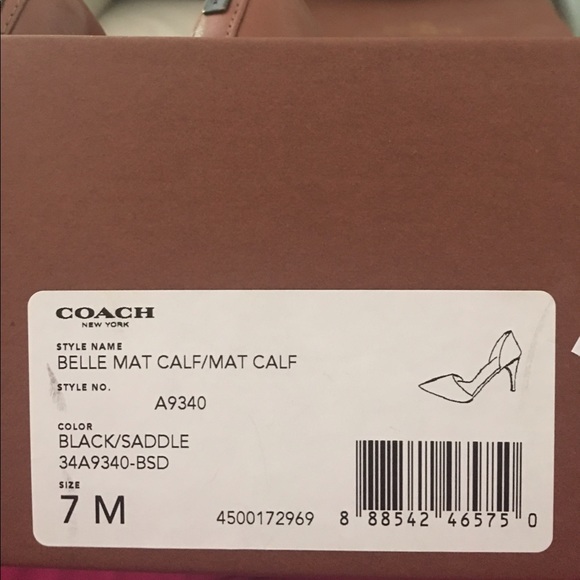 COACH
NEW YORK
STYLE NAME
BELLE MAT CALF/MAT CALF
STYLE NO.
A9340
COLOR
BLACK/SADDLE
34A9340-BSD
SIZE
7 M
4500172969
8 88542 46575 0